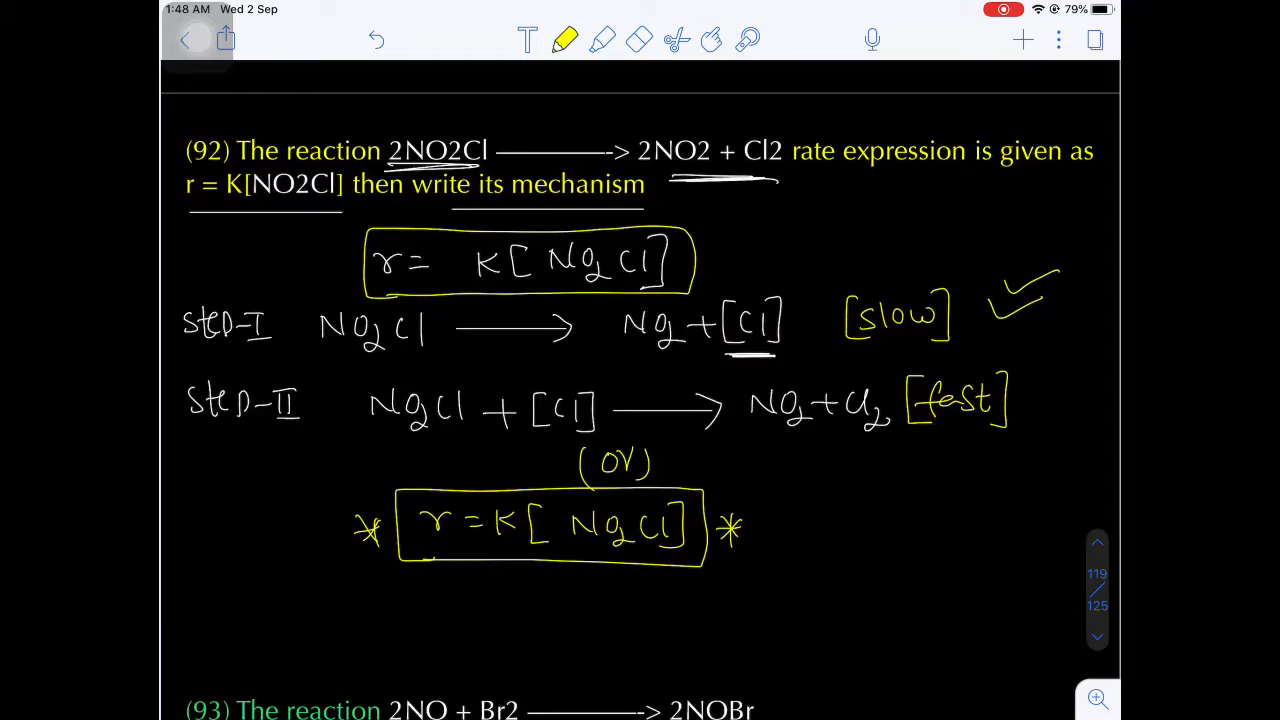 1:48 AM Wed 2 Sep 79%
T
(92) The reaction 2NO2Cl ————-> 2NO2 + Cl2 rate expression is given as
r = K[NO2Cl] then write its mechanism
r = K[ NO2Cl]
Step-I NO2Cl ⟶ NO2+[Cl] [slow]
Step-II NO2Cl + [Cl] ⟶ NO2+Cl2 [fast]
(or)
* r = K[ NO2Cl] *
119
/
125
(93) The reaction 2NO + Br2 ————-> 2NOBr